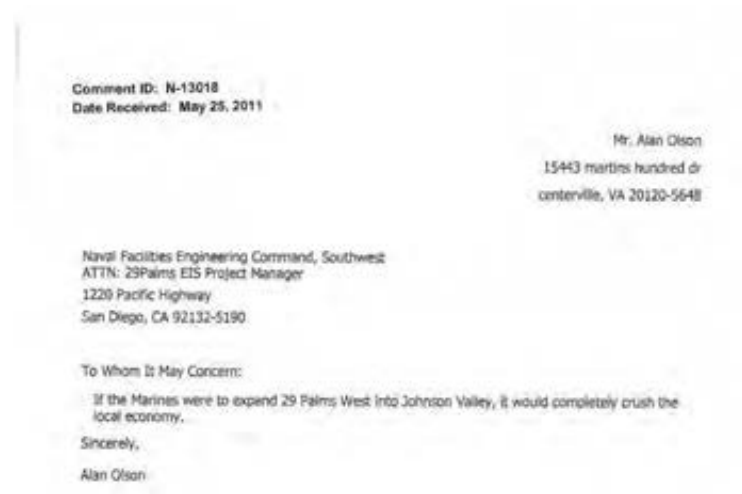 Comment ID: N-13018
Date Received: May 25, 2011
Mr. Alan Olson
15443 martins hundred dr
centerville, VA 20120-5648
Naval Facilities Engineering Command, Southwest
ATTN: 29Palms EIS Project Manager
1220 Pacific Highway
San Diego, CA 92132-5190
To Whom It May Concern:
If the Marines were to expend 29 Palms West into Johnson Valley, it would completely crush the
local economy.
Sincerely,
Alan Olson